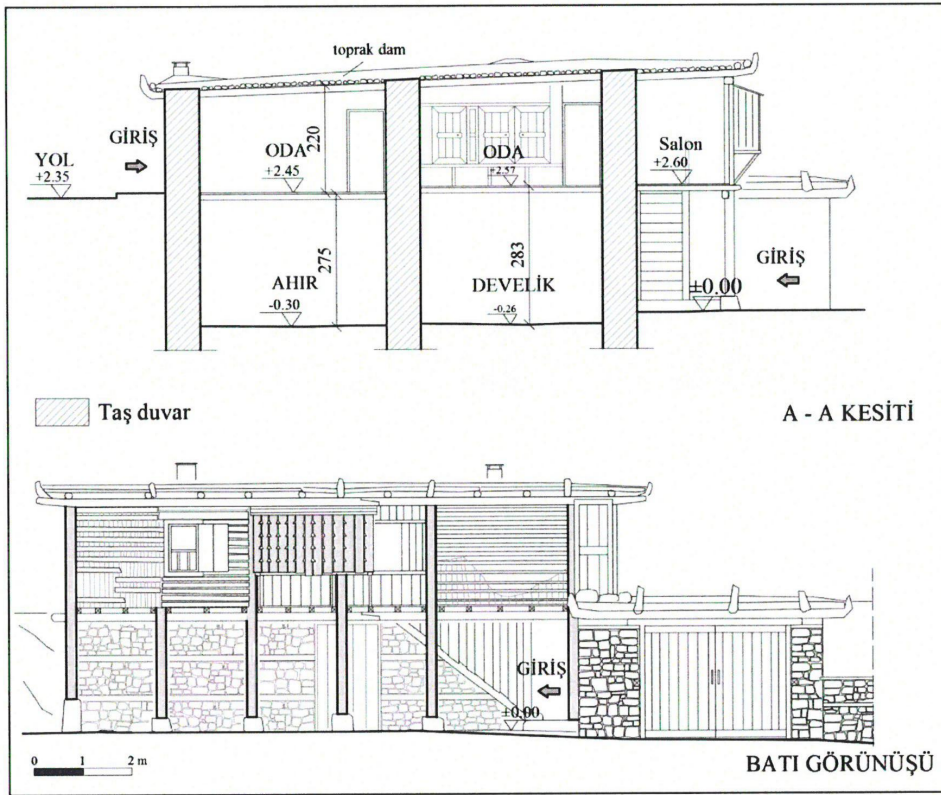 toprak dam
GİRİŞ
YOL
+2.35
ODA
+2.45
220
ODA
+2.57
Salon
+2.60
AHIR
-0.30
275
DEVELİK
-0.26
283
GİRİŞ
±0.00
Taş duvar
A - A KESİTİ
GİRİŞ
±0.00
0 1 2 m
BATI GÖRÜNÜŞÜ